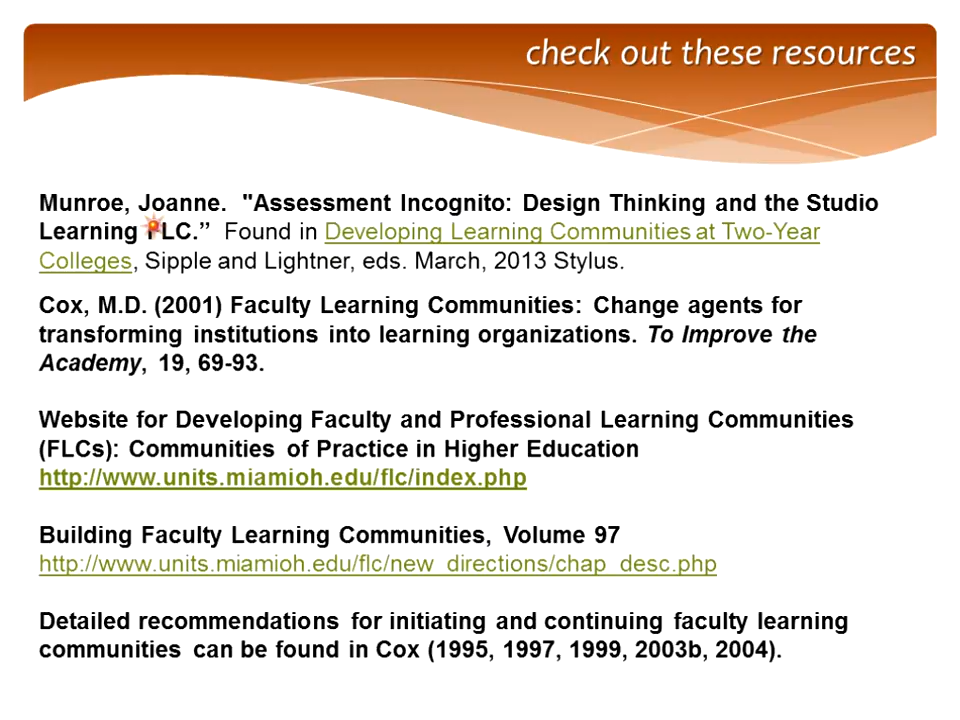 check out these resources
Munroe, Joanne. "Assessment Incognito: Design Thinking and the Studio
Learning FLC.” Found in Developing Learning Communities at Two-Year
Colleges, Sipple and Lightner, eds. March, 2013 Stylus.
Cox, M.D. (2001) Faculty Learning Communities: Change agents for
transforming institutions into learning organizations. To Improve the
Academy, 19, 69-93.
Website for Developing Faculty and Professional Learning Communities
(FLCs): Communities of Practice in Higher Education
http://www.units.miamioh.edu/flc/index.php
Building Faculty Learning Communities, Volume 97
http://www.units.miamioh.edu/flc/new_directions/chap_desc.php
Detailed recommendations for initiating and continuing faculty learning
communities can be found in Cox (1995, 1997, 1999, 2003b, 2004).